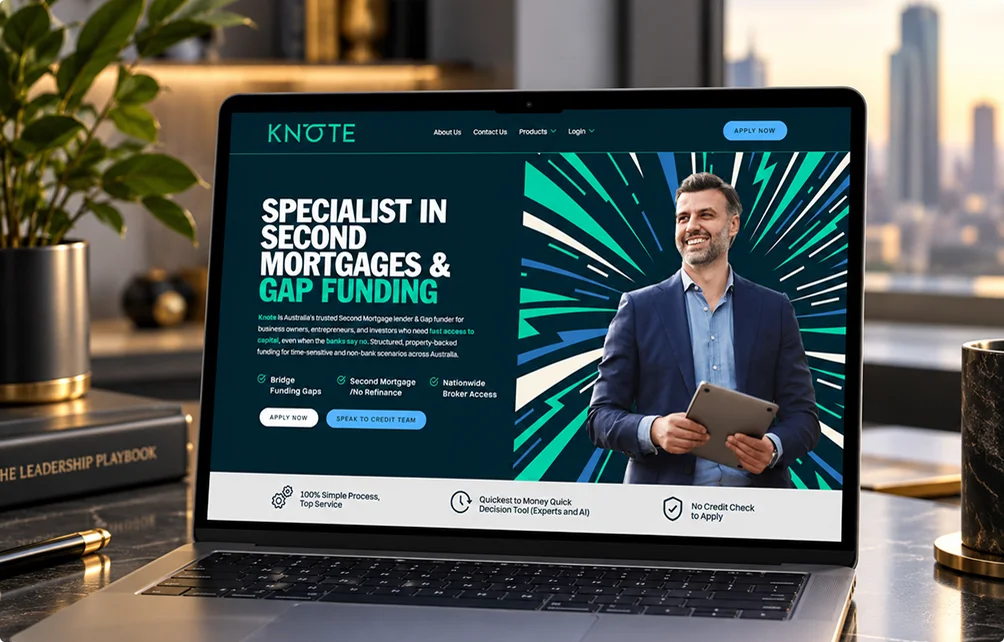 KNOTE
About Us
Contact Us
Products
Login
APPLY NOW
SPECIALIST IN
SECOND
MORTGAGES &
GAP FUNDING
Knote is Australia's trusted Second Mortgage lender & Gap funder for
business owners, entrepreneurs, and investors who need fast access to
capital, even when the banks say no. Structured, property-backed
funding for time-sensitive and non-bank scenarios across Australia.
Bridge
Funding Gaps
Second Mortgage
/No Refinance
Nationwide
Broker Access
APPLY NOW
SPEAK TO CREDIT TEAM
100% Simple Process,
Top Service
Quickest to Money Quick
Decision Tool (Experts and AI)
No Credit Check
to Apply
HE LEADERSHIP PLAYBOOK